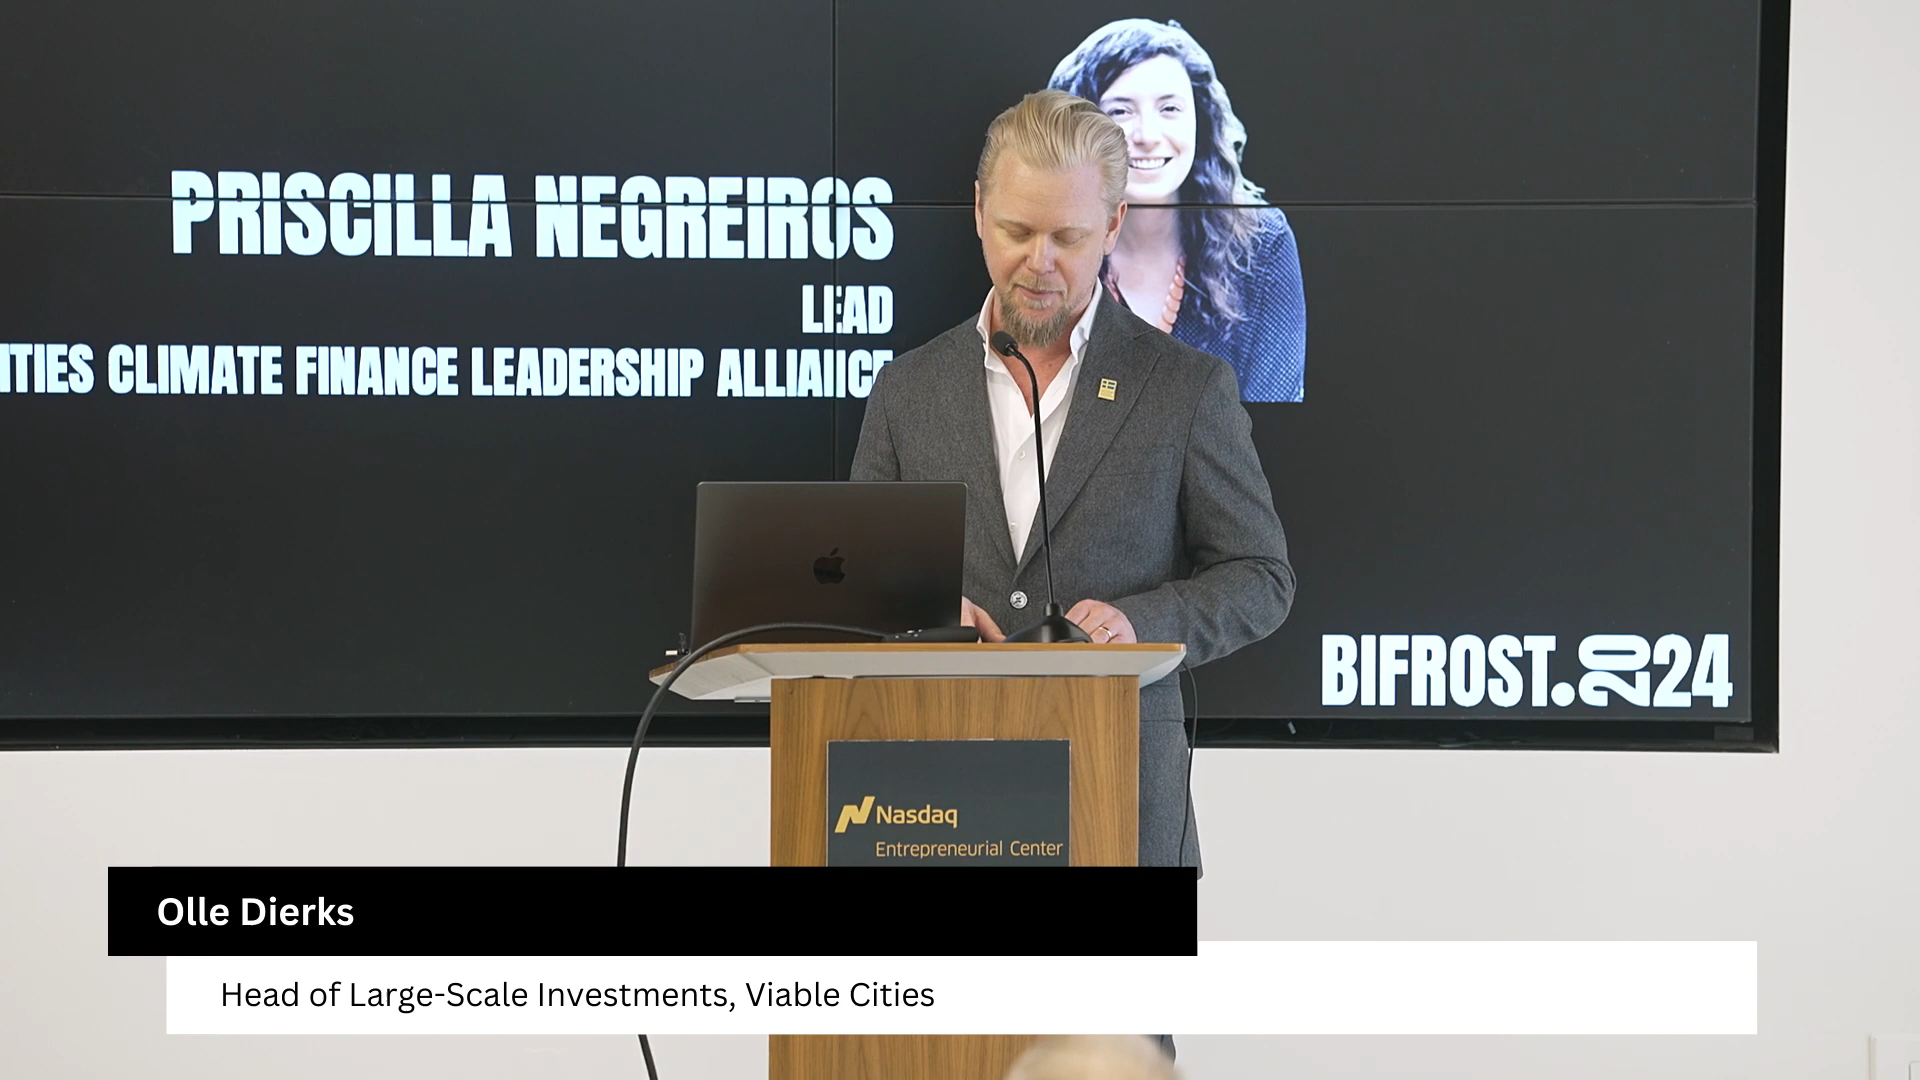 PRISCILLA NEGREIROS
LEAD
ITIES CLIMATE FINANCE LEADERSHIP ALLIANCE
BIFROST.2024
Nasdaq
Entrepreneurial Center
Olle Dierks
Head of Large-Scale Investments, Viable Cities